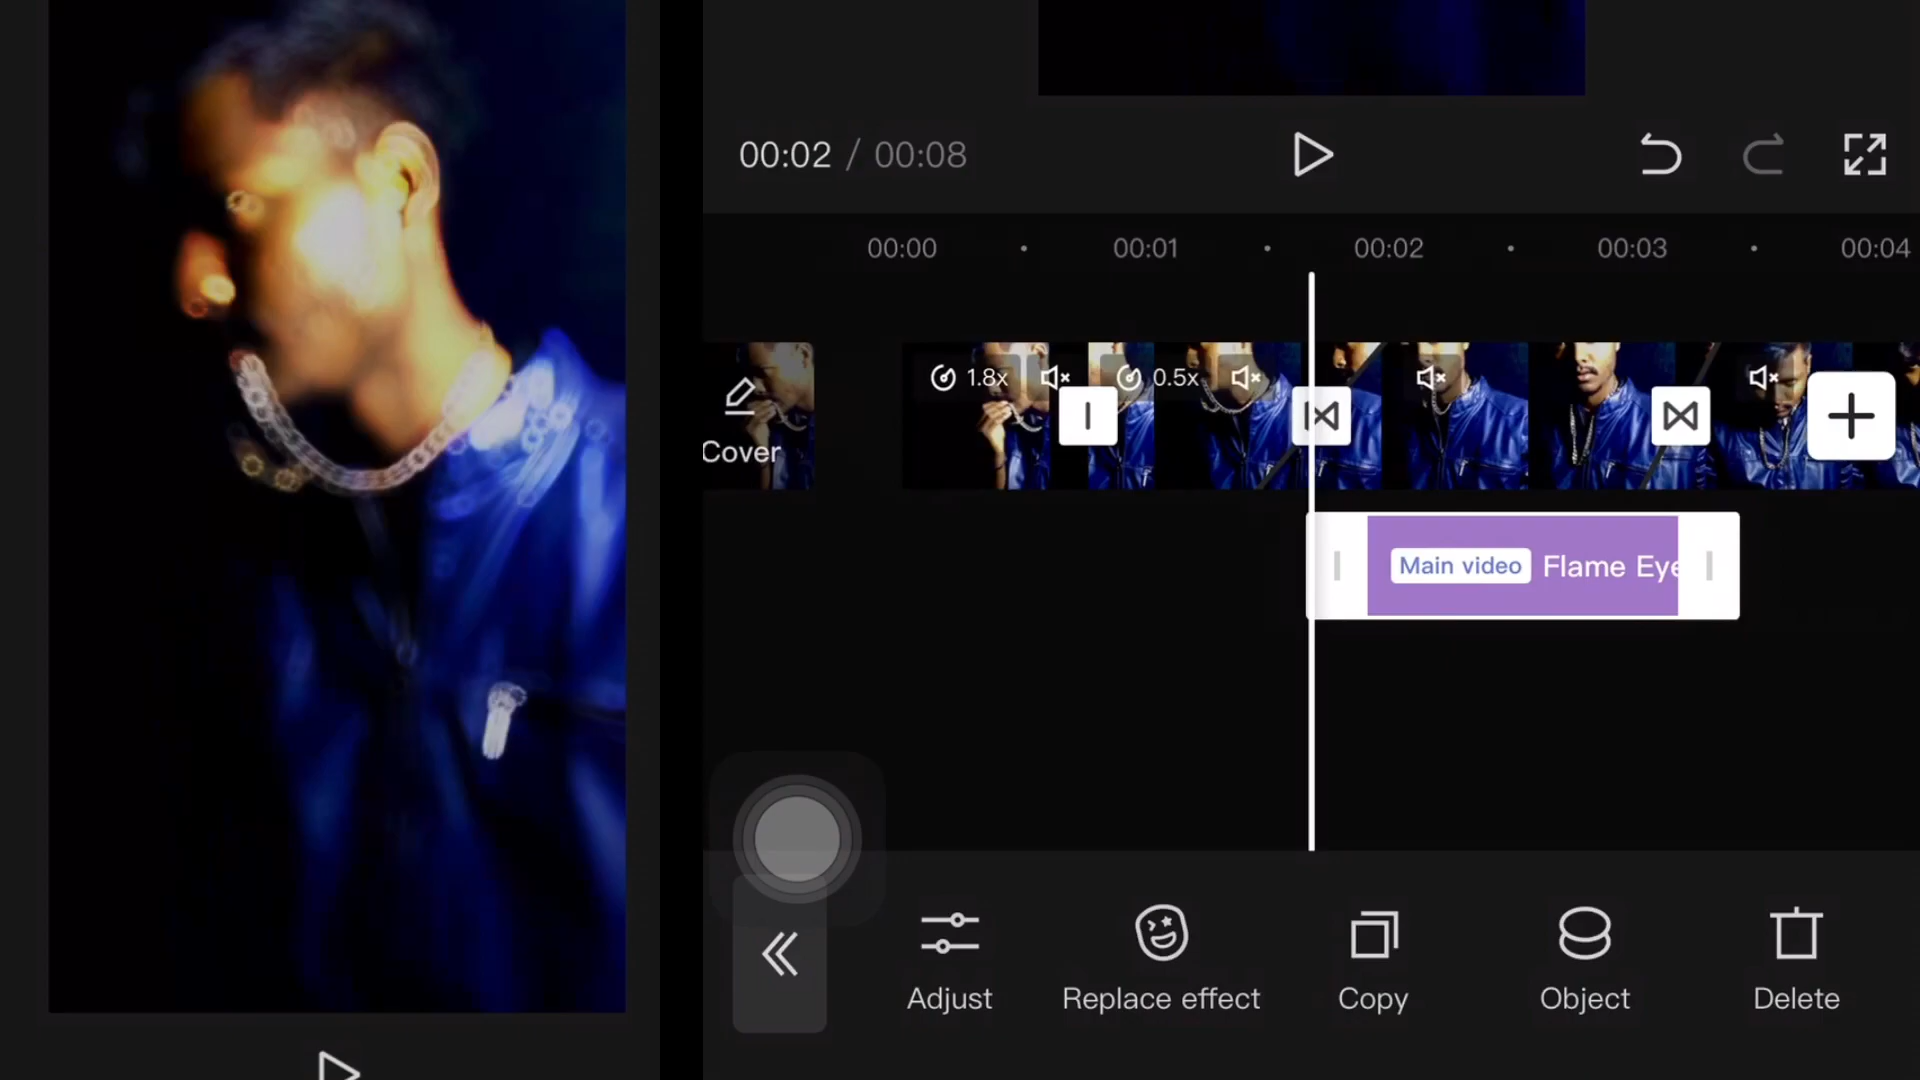 00:02 / 00:08
00:00 00:01 00:02 00:03 00:04
1.8x 0.5x
Cover
Main video Flame Eye
Adjust Replace effect Copy Object Delete